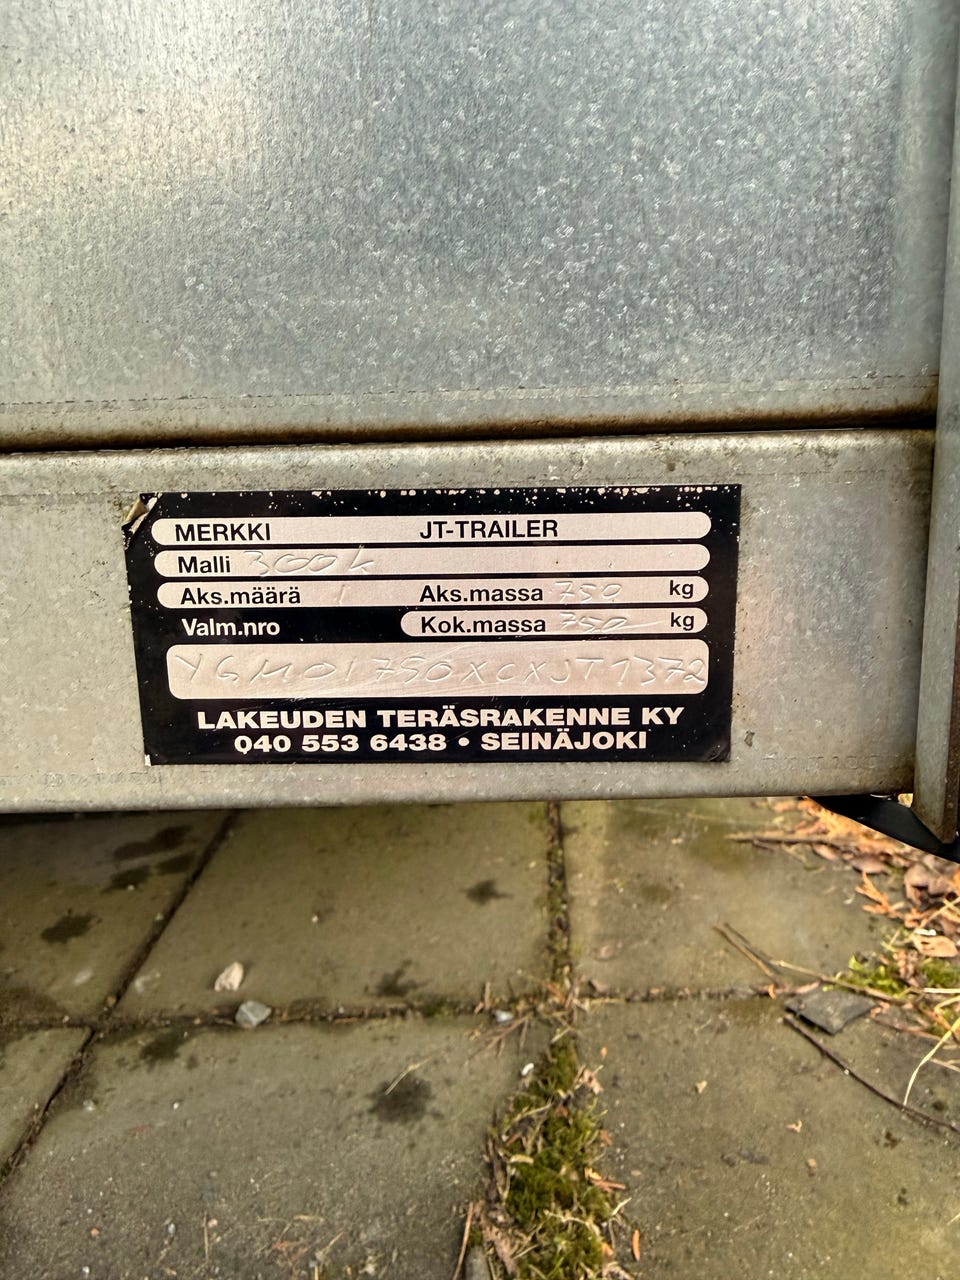 MERKKI JT-TRAILER
Malli 300k
Aks.määrä 1 Aks.massa 750 kg
Valm.nro Kok.massa 750 kg
YGM01750XCXJT1372
LAKEUDEN TERÄSRAKENNE KY
040 553 6438 • SEINÄJOKI